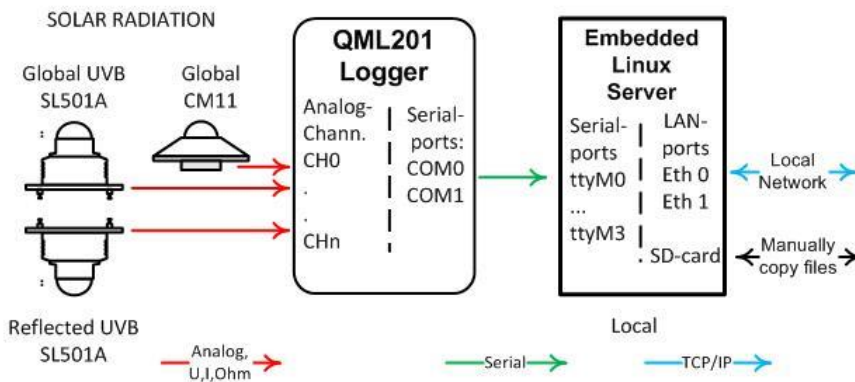 SOLAR RADIATION
Global UVB
SL501A
Global
CM11
QML201
Logger
Analog-
Chann.
CH0
.
.
CHn
Serial-
ports:
COM0
COM1
Embedded
Linux
Server
Serial-
ports
ttyM0
...
ttyM3
LAN-
ports
Eth 0
Eth 1
SD-card
Local
Network
Manually
copy files
Reflected UVB
SL501A
Local
Analog,
U,I,Ohm
Serial
TCP/IP